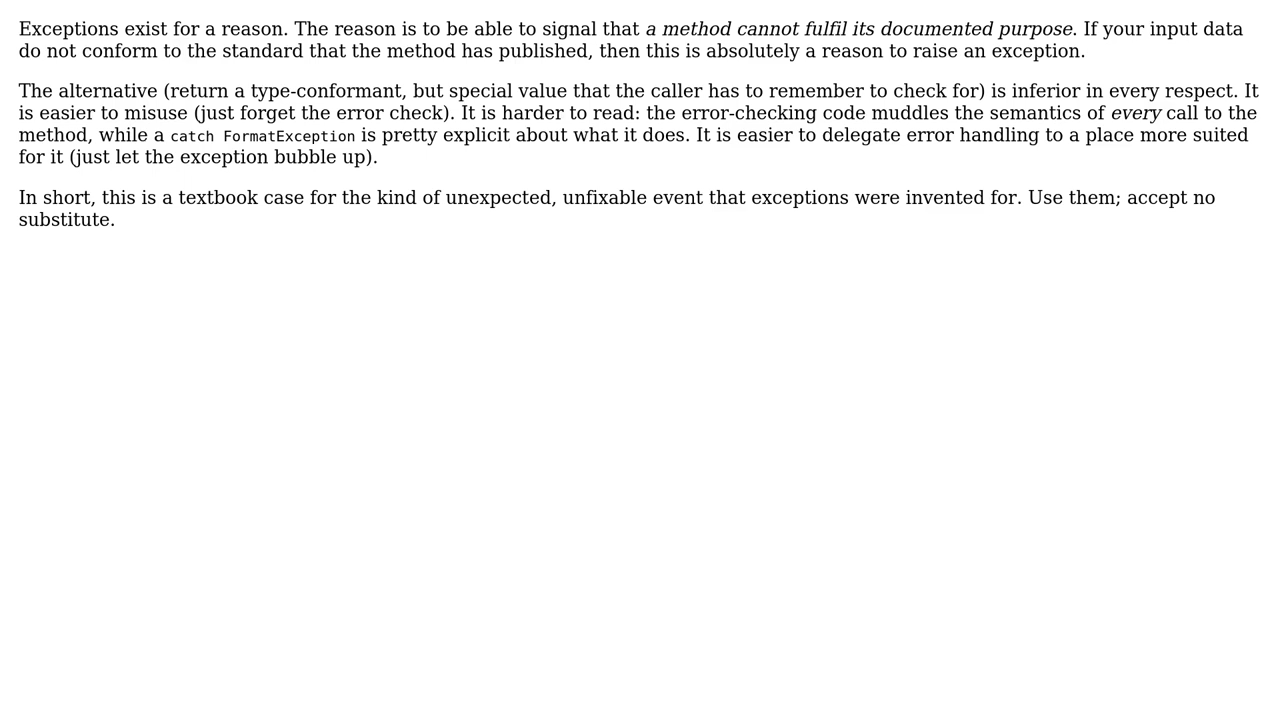 Exceptions exist for a reason. The reason is to be able to signal that a method cannot fulfil its documented purpose. If your input data
do not conform to the standard that the method has published, then this is absolutely a reason to raise an exception.
The alternative (return a type-conformant, but special value that the caller has to remember to check for) is inferior in every respect. It
is easier to misuse (just forget the error check). It is harder to read: the error-checking code muddles the semantics of every call to the
method, while a catch FormatException is pretty explicit about what it does. It is easier to delegate error handling to a place more suited
for it (just let the exception bubble up).
In short, this is a textbook case for the kind of unexpected, unfixable event that exceptions were invented for. Use them; accept no
substitute.